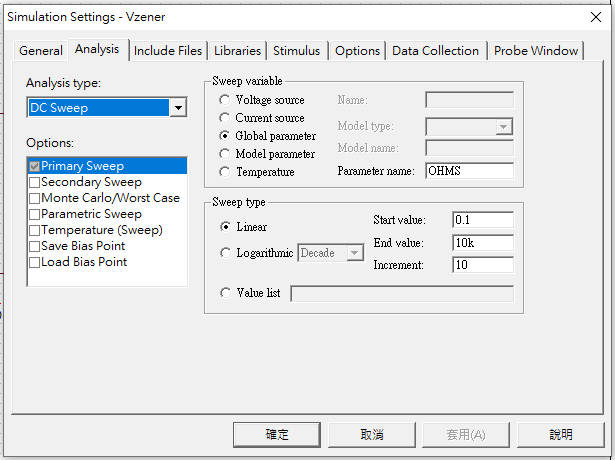 Simulation Settings - Vzener
General Analysis Include Files Libraries Stimulus Options Data Collection Probe Window
Analysis type:
DC Sweep
Options:
Primary Sweep
Secondary Sweep
Monte Carlo/Worst Case
Parametric Sweep
Temperature (Sweep)
Save Bias Point
Load Bias Point
Sweep variable
Voltage source
Current source
Global parameter
Model parameter
Temperature
Name:
Model type:
Model name:
Parameter name: OHMS
Sweep type
Linear
Logarithmic Decade
Start value: 0.1
End value: 10k
Increment: 10
Value list
確定 取消 套用(A) 說明